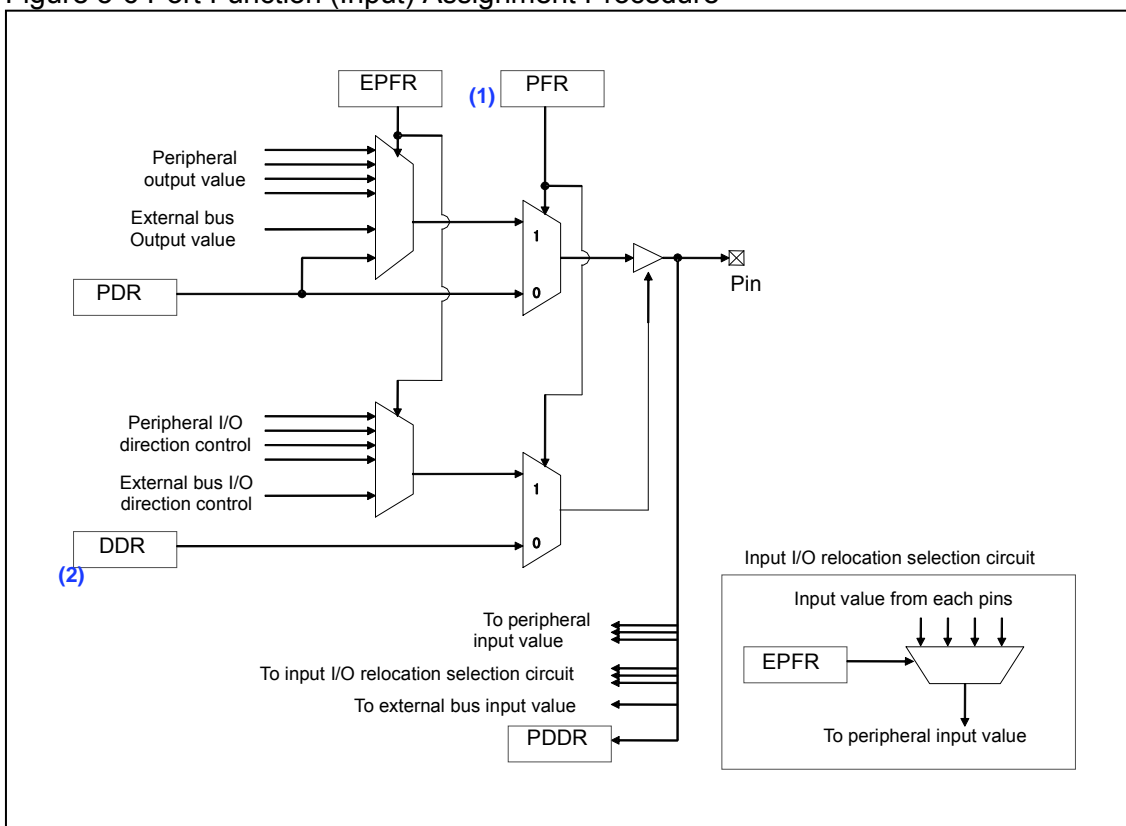 Figure 5-6 Port Function (Input) Assignment Procedure
EPFR
(1)
PFR
Peripheral
output value
External bus
Output value
PDR
1
0
Pin
Peripheral I/O
direction control
External bus I/O
direction control
DDR
(2)
1
0
Input I/O relocation selection circuit
Input value from each pins
EPFR
To peripheral input value
To peripheral
input value
To input I/O relocation selection circuit
To external bus input value
PDDR